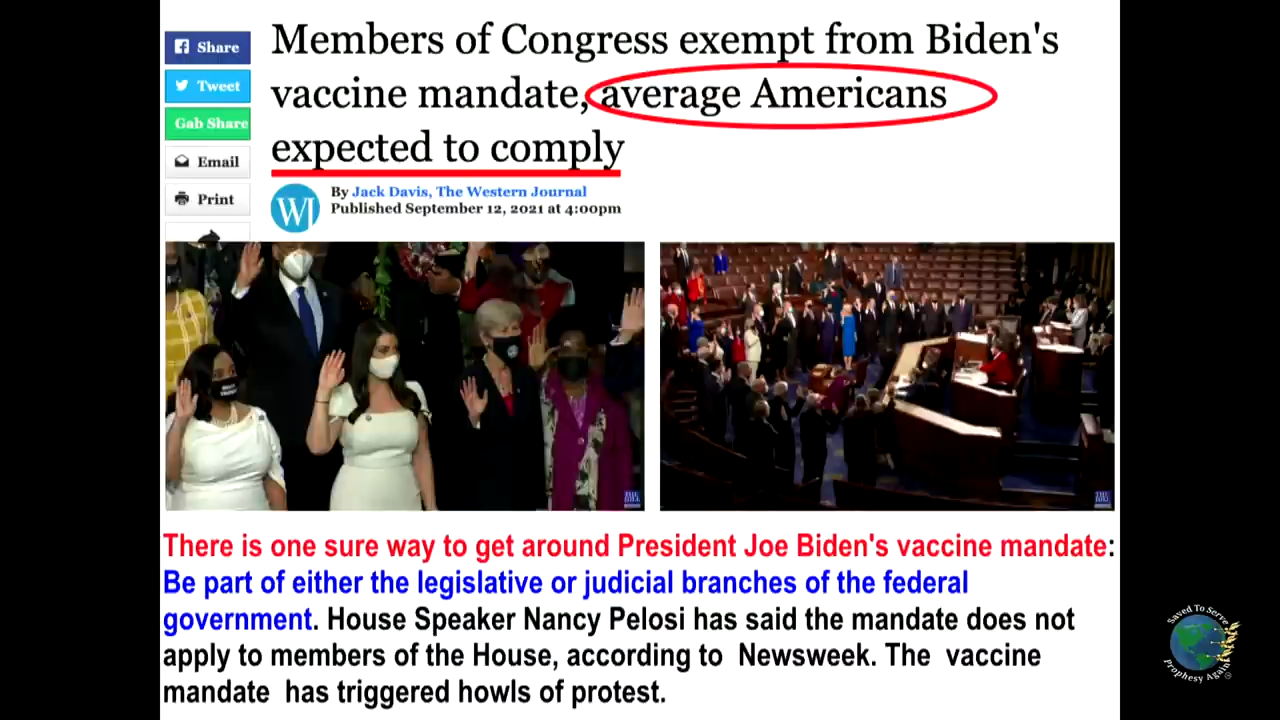 Members of Congress exempt from Biden's
vaccine mandate, average Americans
expected to comply
Share
Tweet
Gab Share
Email
Print
WJ
By Jack Davis, The Western Journal
Published September 12, 2021 at 4:00pm
There is one sure way to get around President Joe Biden's vaccine mandate:
Be part of either the legislative or judicial branches of the federal
government. House Speaker Nancy Pelosi has said the mandate does not
apply to members of the House, according to Newsweek. The vaccine
mandate has triggered howls of protest.
Saved To Serve
Prophesy Again